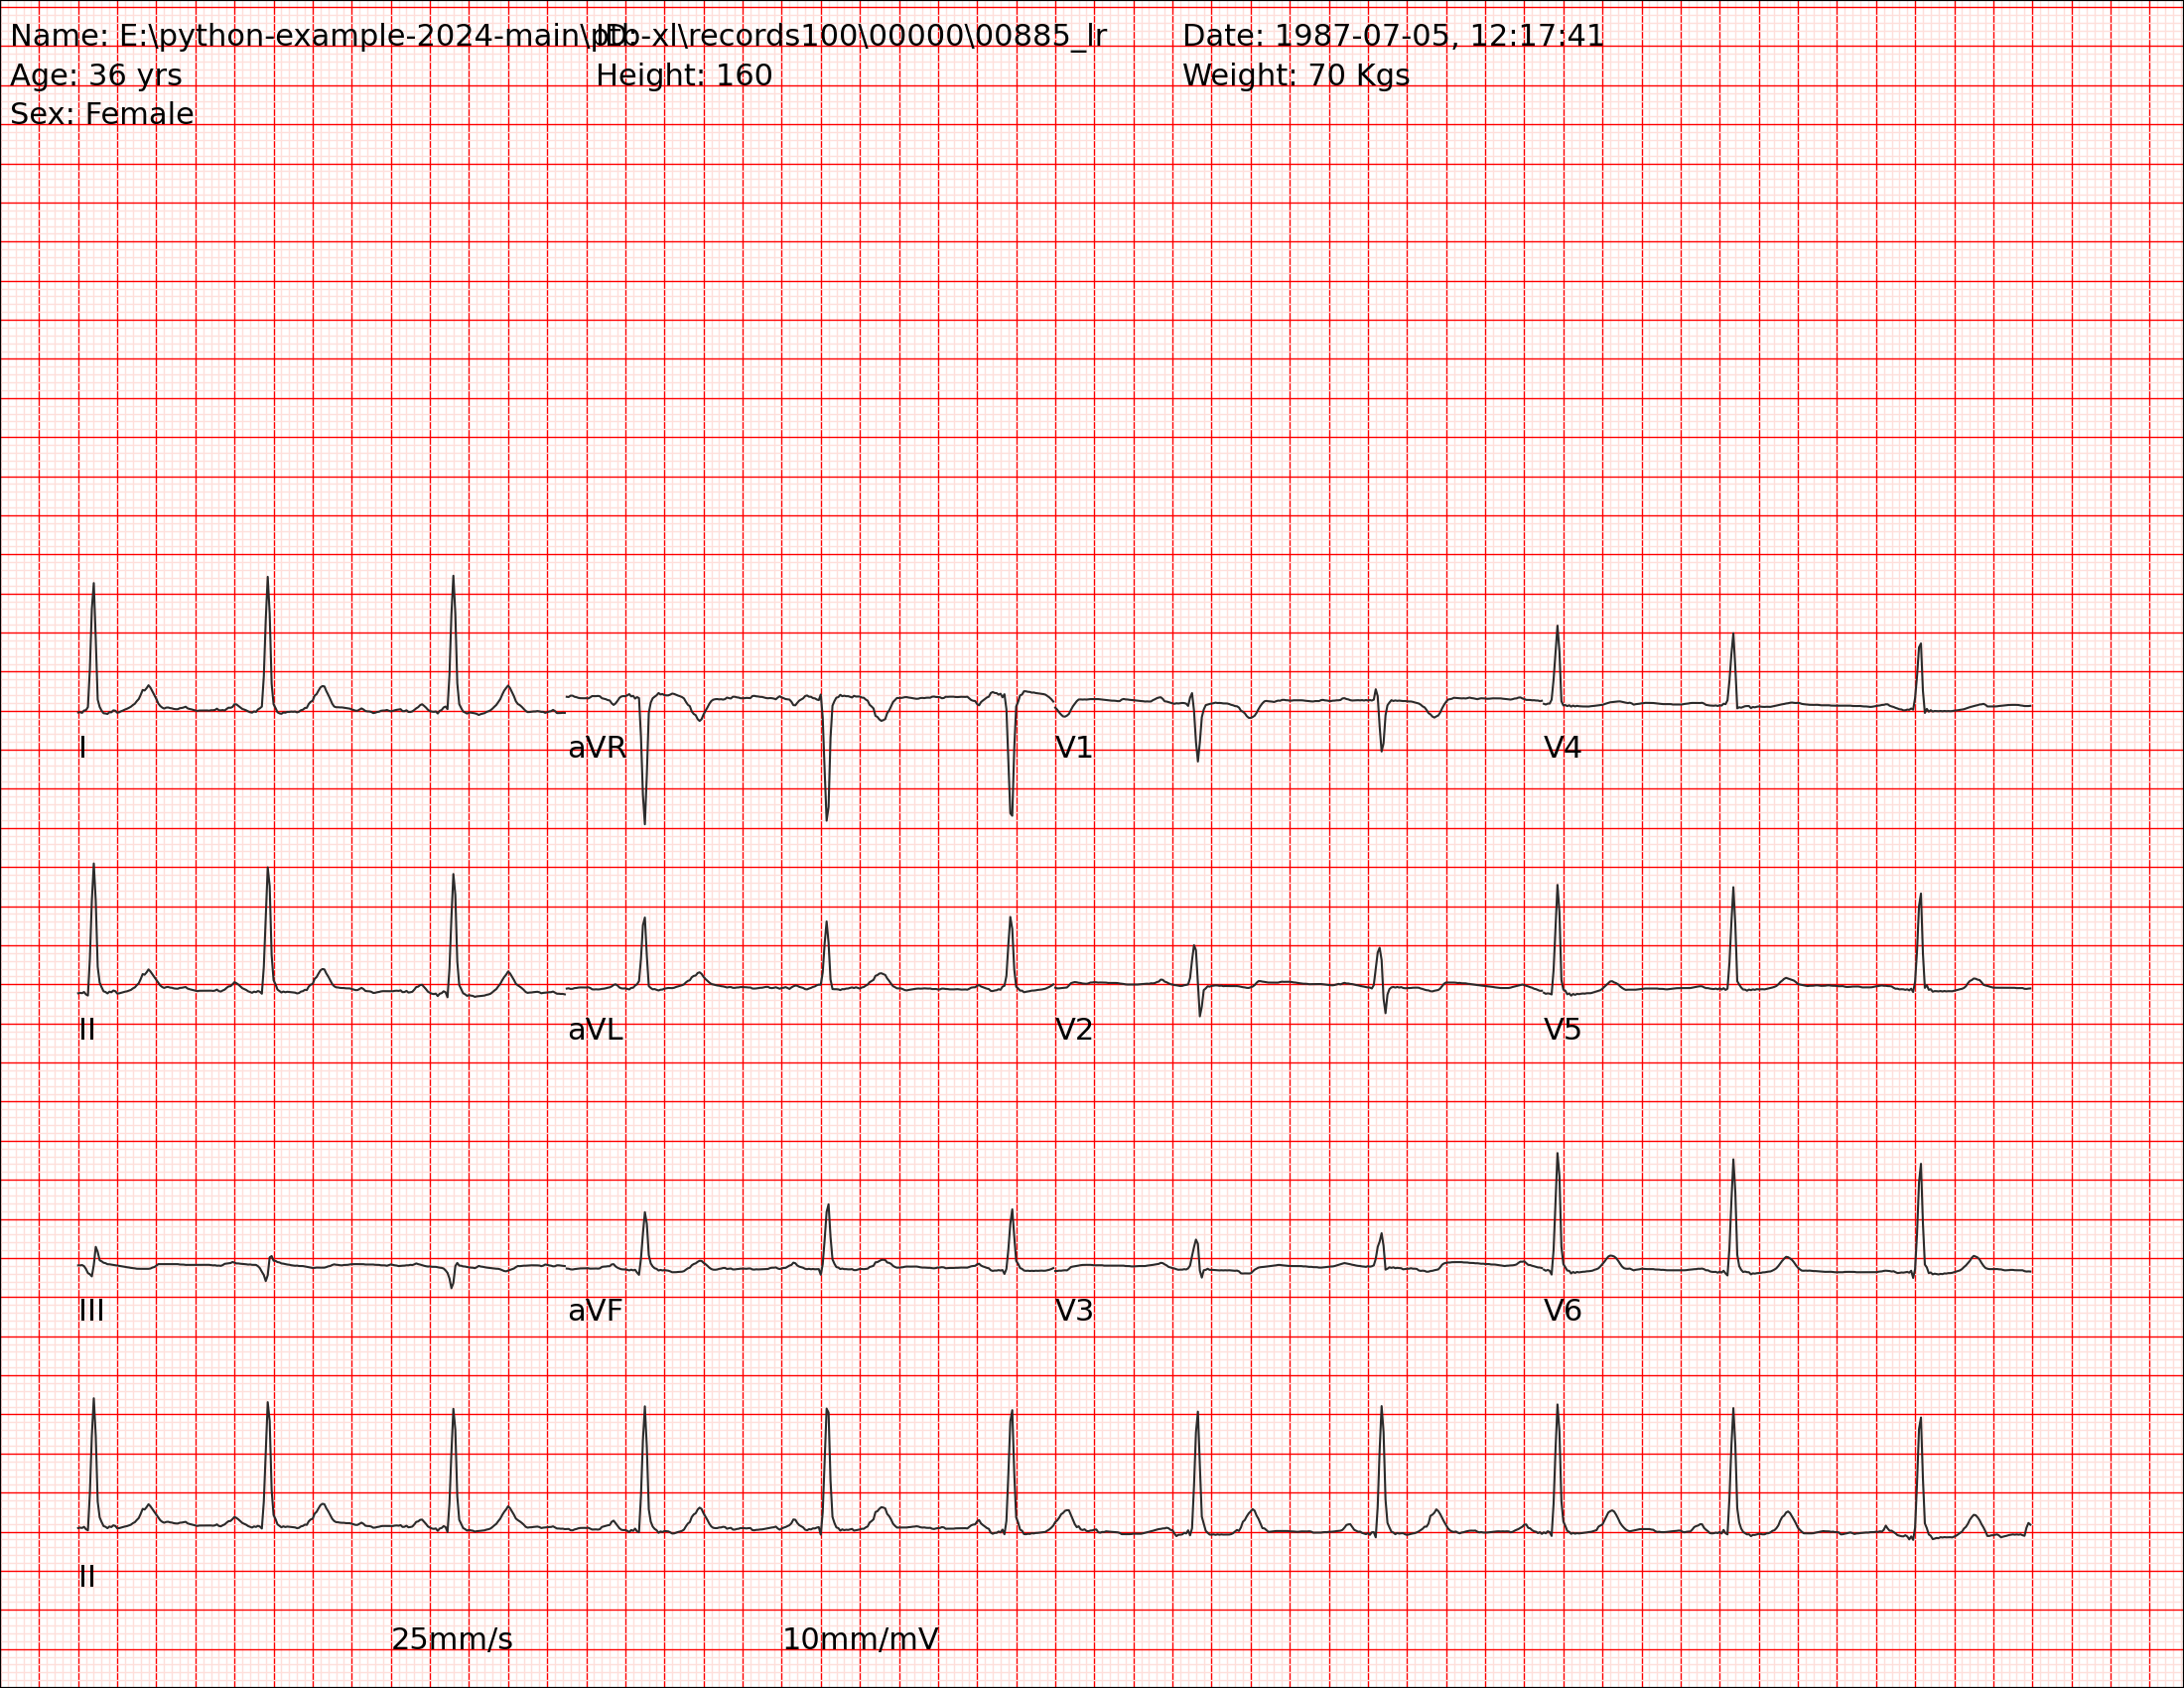 Name: E:\python-example-2024-main\ptb-xl\records100\00000\00885_lr ID: Date: 1987-07-05, 12:17:41
Age: 36 yrs Height: 160 Weight: 70 Kgs
Sex: Female
I aVR V1 V4
II aVL V2 V5
III aVF V3 V6
II
25mm/s 10mm/mV